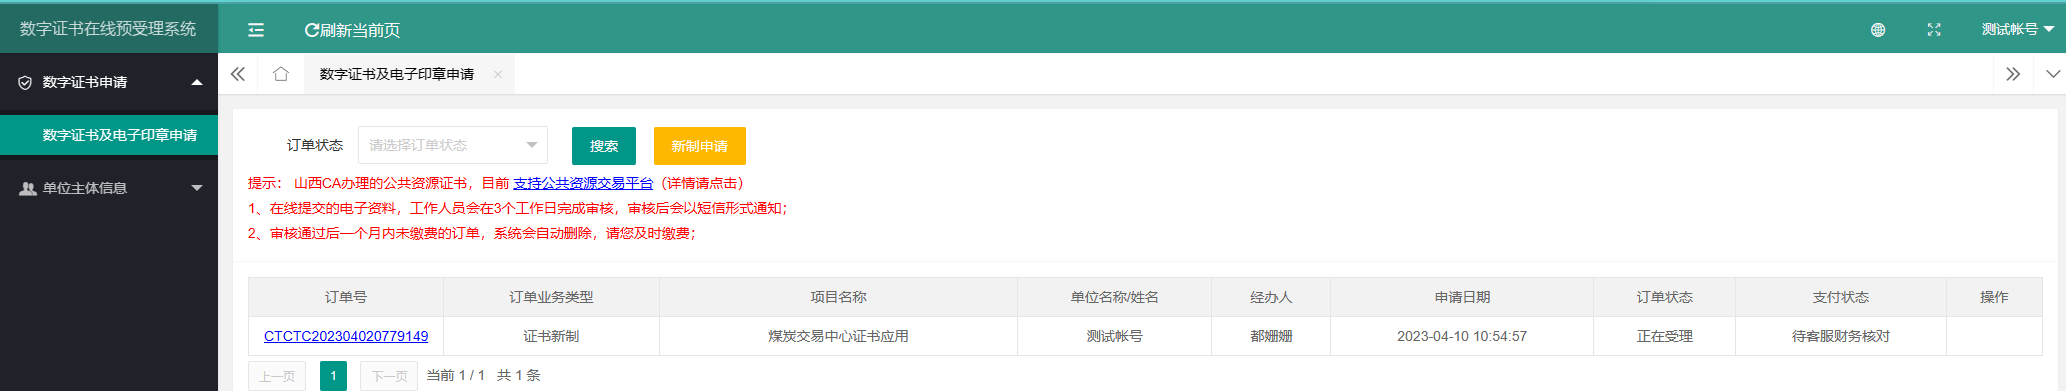 数字证书在线预受理系统
刷新当前页
测试帐号
数字证书申请
数字证书及电子印章申请
数字证书及电子印章申请
单位主体信息
订单状态 请选择订单状态 搜索 新制申请
提示： 山西CA办理的公共资源证书，目前 支持公共资源交易平台（详情请点击）
1、在线提交的电子资料，工作人员会在3个工作日完成审核，审核后会以短信形式通知；
2、审核通过后一个月内未缴费的订单，系统会自动删除，请您及时缴费；
订单号 订单业务类型 项目名称 单位名称/姓名 经办人 申请日期 订单状态 支付状态 操作
CTCTC202304020779149 证书新制 煤炭交易中心证书应用 测试帐号 都姗姗 2023-04-10 10:54:57 正在受理 待客服财务核对
上一页 1 下一页 当前 1 / 1 共 1 条